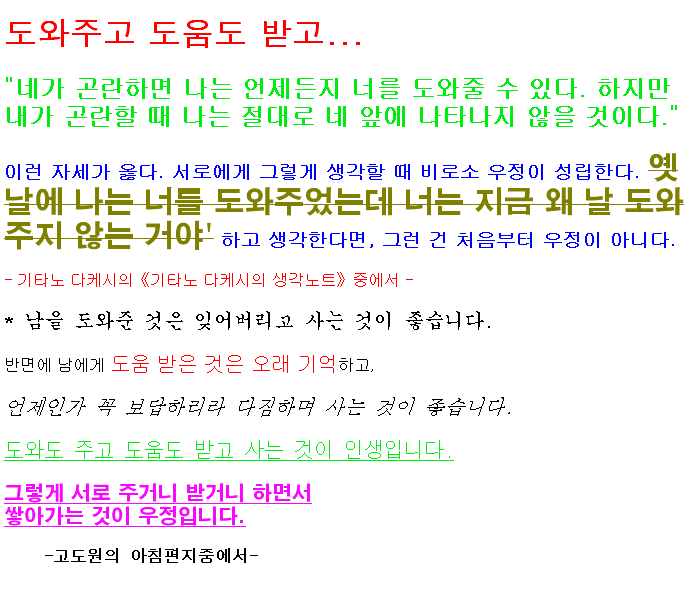 도와주고 도움도 받고...
"네가 곤란하면 나는 언제든지 너를 도와줄 수 있다. 하지만
내가 곤란할 때 나는 절대로 네 앞에 나타나지 않을 것이다."
이런 자세가 옳다. 서로에게 그렇게 생각할 때 비로소 우정이 성립한다. 옛
날에 나는 너를 도와주었는데 너는 지금 왜 날 도와
주지 않는 거야' 하고 생각한다면, 그런 건 처음부터 우정이 아니다.
- 기타노 다케시의《기타노 다케시의 생각노트》중에서 -
* 남을 도와준 것은 잊어버리고 사는 것이 좋습니다.
반면에 남에게 도움 받은 것은 오래 기억하고,
언제인가 꼭 보답하리라 다짐하며 사는 것이 좋습니다.
도와도 주고 도움도 받고 사는 것이 인생입니다.
그렇게 서로 주거니 받거니 하면서
쌓아가는 것이 우정입니다.
-고도원의 아침편지중에서-